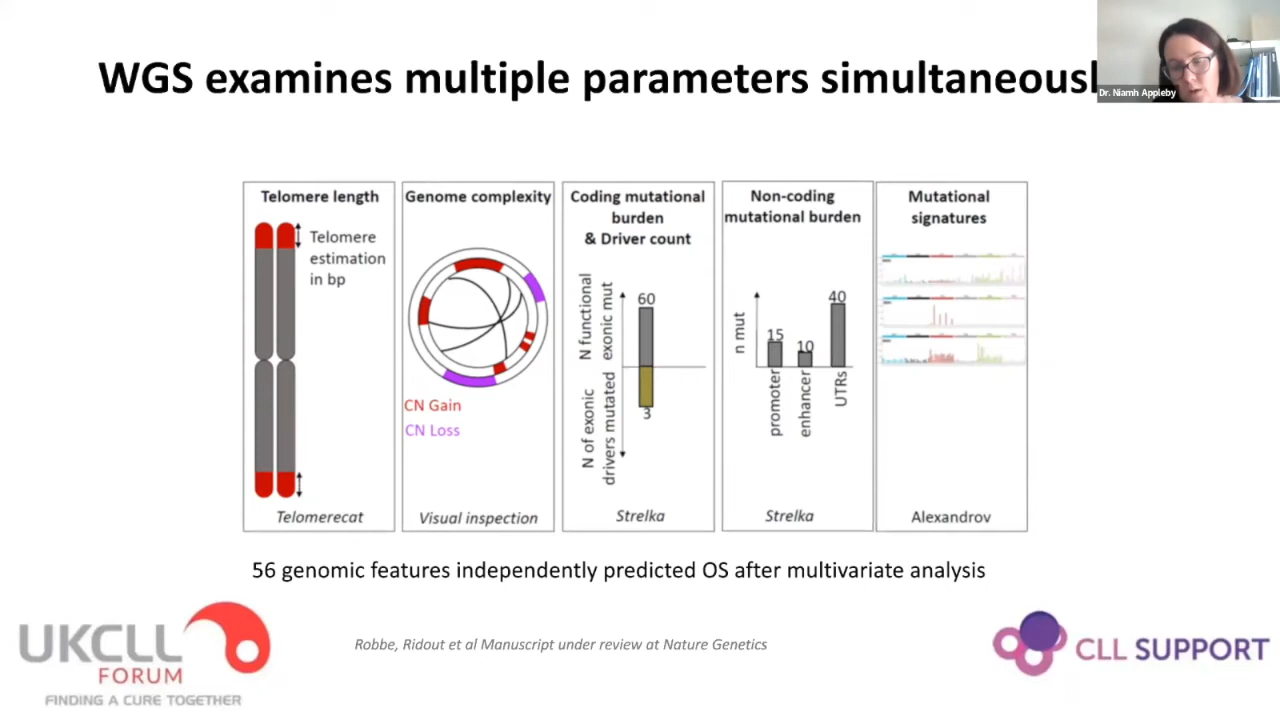 WGS examines multiple parameters simultaneousl
Dr. Niamh Appleby
Telomere length
Telomere
estimation
in bp
Telomerecat
Genome complexity
CN Gain
CN Loss
Visual inspection
Coding mutational
burden
& Driver count
N functional
exonic mut
60
N of exonic
drivers mutated
3
Strelka
Non-coding
mutational burden
n mut
15
10
40
promoter
enhancer
UTRs
Strelka
Mutational
signatures
Alexandrov
56 genomic features independently predicted OS after multivariate analysis
Robbe, Ridout et al Manuscript under review at Nature Genetics
UKCLL
FORUM
FINDING A CURE TOGETHER
CLL SUPPORT